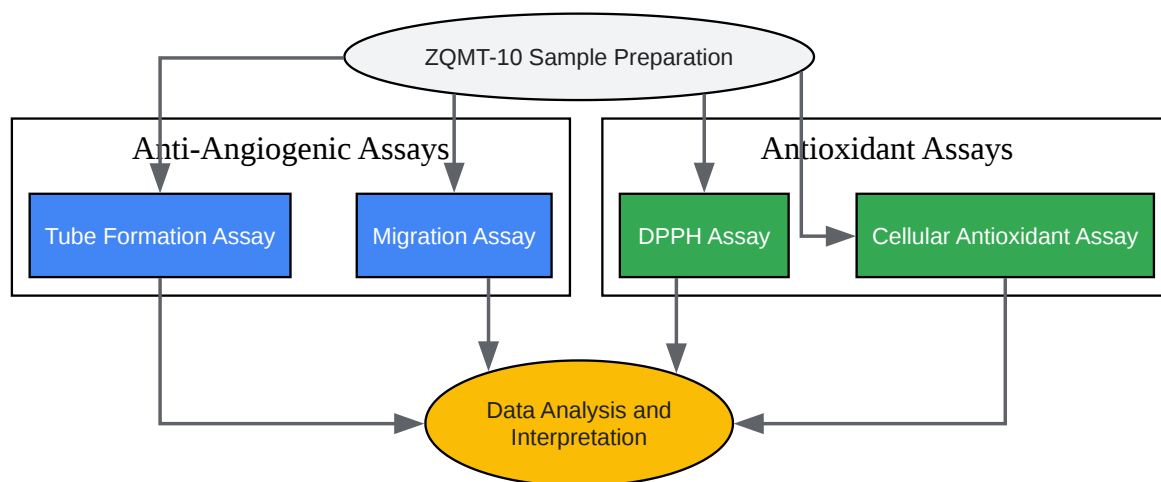 ZQMT-10 Sample Preparation
Anti-Angiogenic Assays
Antioxidant Assays
Tube Formation Assay
Migration Assay
DPPH Assay
Cellular Antioxidant Assay
Data Analysis and
Interpretation